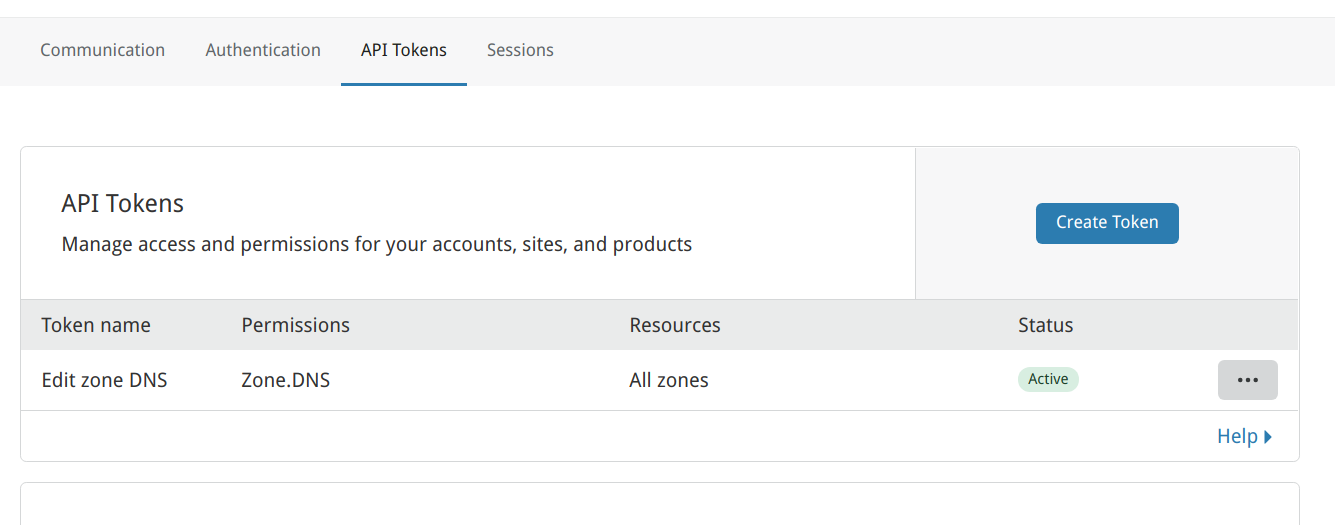 Communication Authentication API Tokens Sessions
API Tokens
Manage access and permissions for your accounts, sites, and products
Create Token
Token name Permissions Resources Status
Edit zone DNS Zone.DNS All zones Active
Help